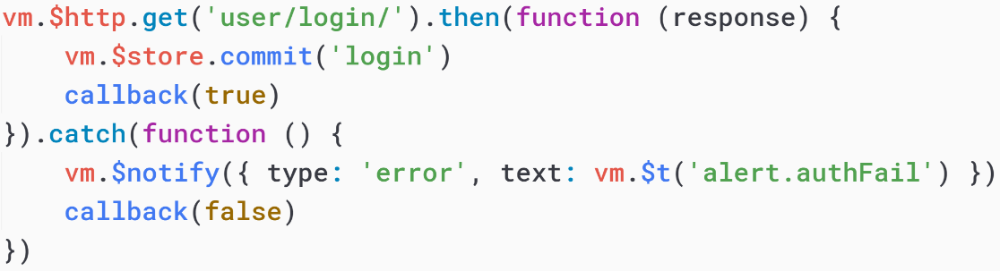 vm.$http.get('user/login/').then(function (response) {
    vm.$store.commit('login')
    callback(true)
}).catch(function () {
    vm.$notify({ type: 'error', text: vm.$t('alert.authFail') })
    callback(false)
})